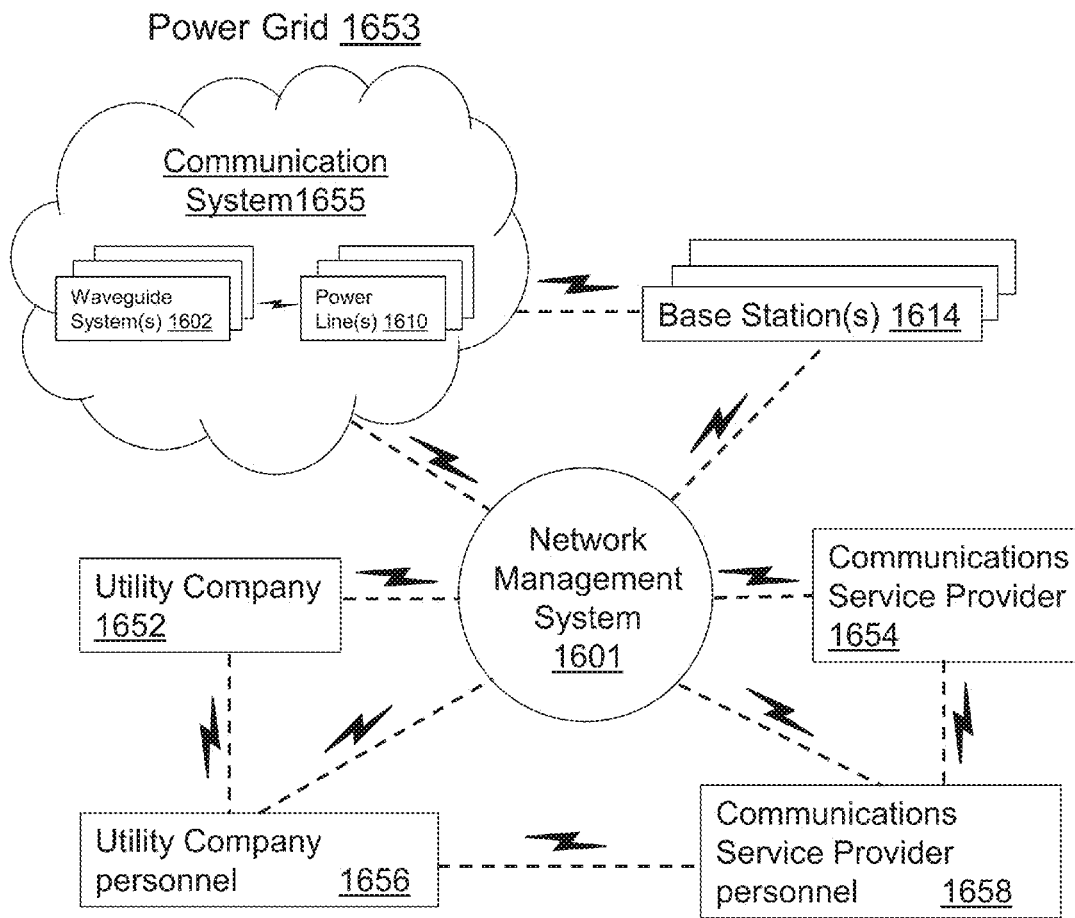 Power Grid 1653
Communication
System1655
Waveguide
System(s) 1602
Power
Line(s) 1610
Base Station(s) 1614
Network
Management
System
1601
Utility Company
1652
Communications
Service Provider
1654
Utility Company
personnel 1656
Communications
Service Provider
personnel 1658